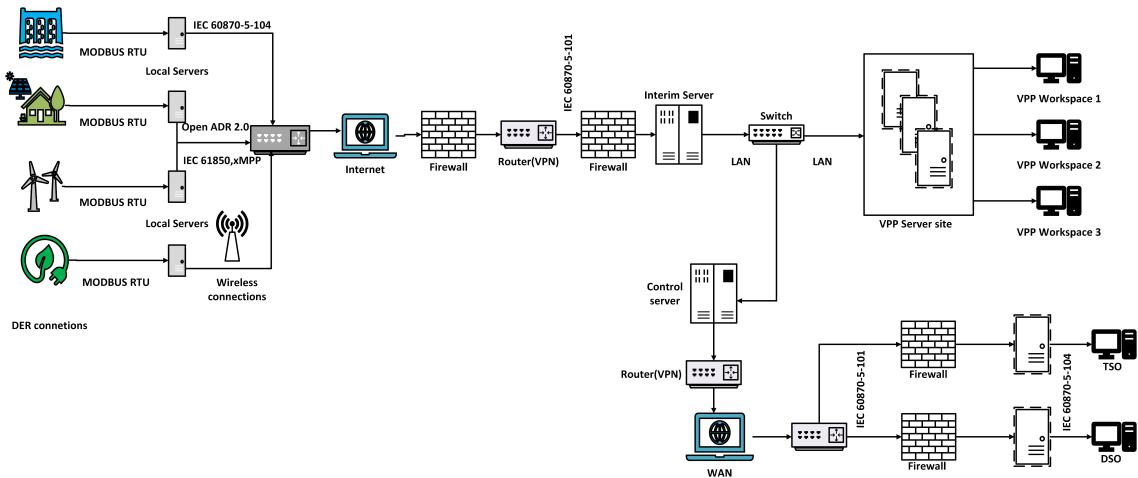 IEC 60870-5-104
MODBUS RTU
Local Servers
MODBUS RTU
Open ADR 2.0
IEC 61850,xMPP
MODBUS RTU
Local Servers
MODBUS RTU
Wireless
connections
DER connetions
Internet
Firewall
Router(VPN)
IEC 60870-5-101
Firewall
Interim Server
LAN
Switch
LAN
VPP Server site
VPP Workspace 1
VPP Workspace 2
VPP Workspace 3
Control
server
Router(VPN)
WAN
IEC 60870-5-101
Firewall
Firewall
IEC 60870-5-104
TSO
DSO